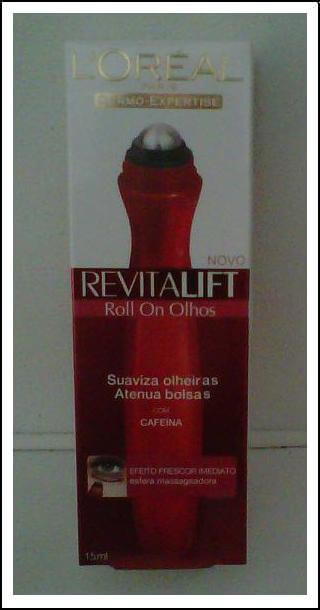 L'ORÉAL
PARIS
DERMO-EXPERTISE
NOVO
REVITALIFT
Roll On Olhos
Suaviza olheiras
Atenua bolsas
COM
CAFEÍNA
EFEITO FRESCOR IMEDIATO
esfera massageadora
15ml